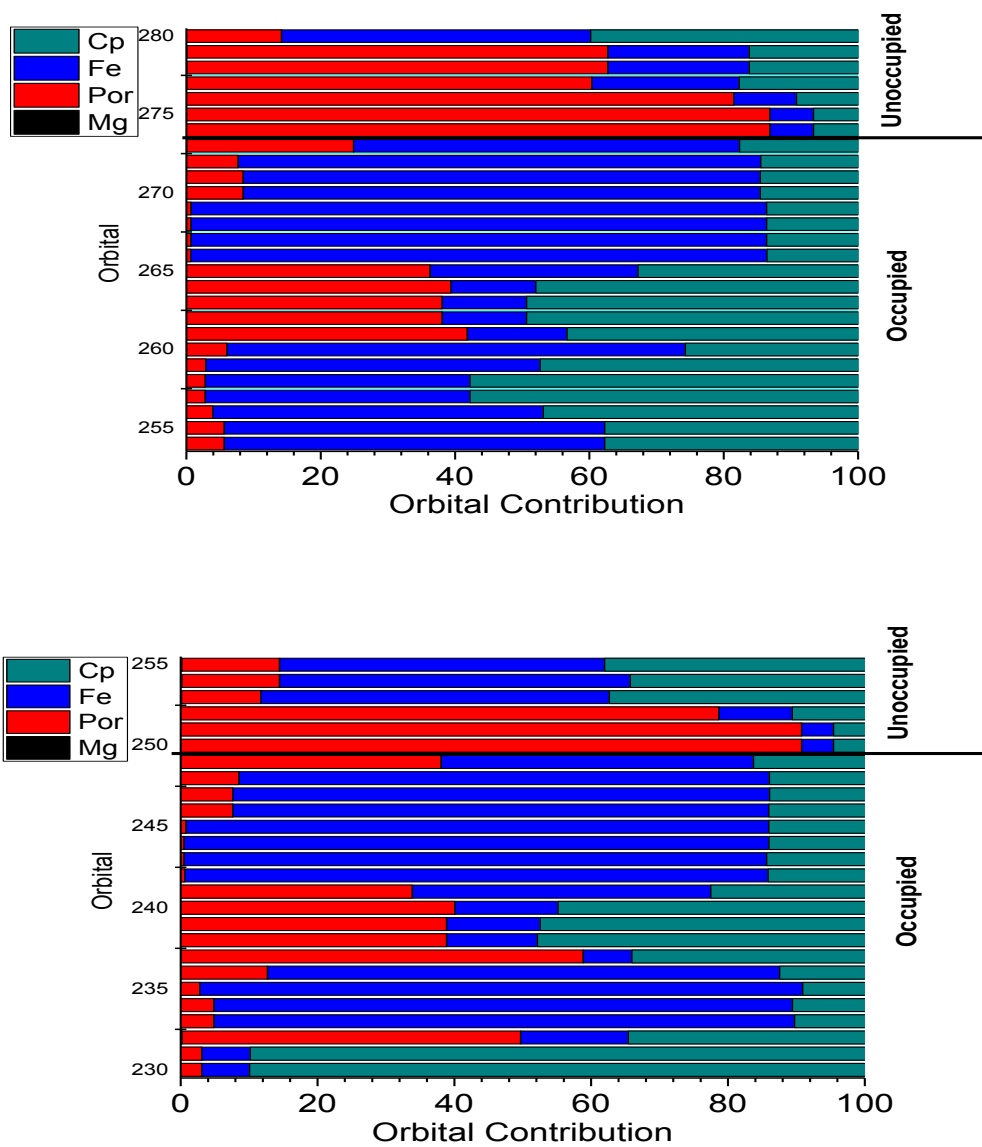 Cp
Fe
Por
Mg
280
275
270
265
260
255
Orbital
Unoccupied
Occupied
0 20 40 60 80 100
Orbital Contribution
Cp
Fe
Por
Mg
255
250
245
240
235
230
Orbital
Unoccupied
Occupied
0 20 40 60 80 100
Orbital Contribution